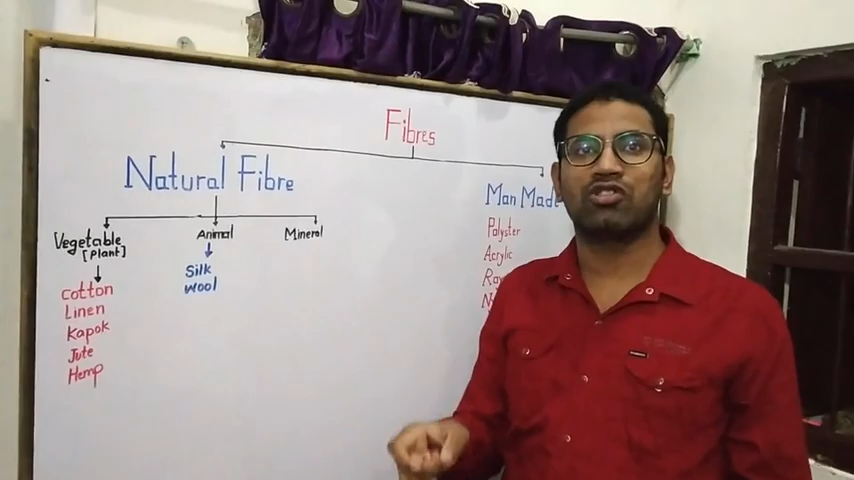 Fibres
Natural Fibre
Man Made
Vegetable
[Plant]
Animal
Mineral
Cotton
Linen
Kapok
Jute
Hemp
Silk
Wool
Polyster
Acrylic